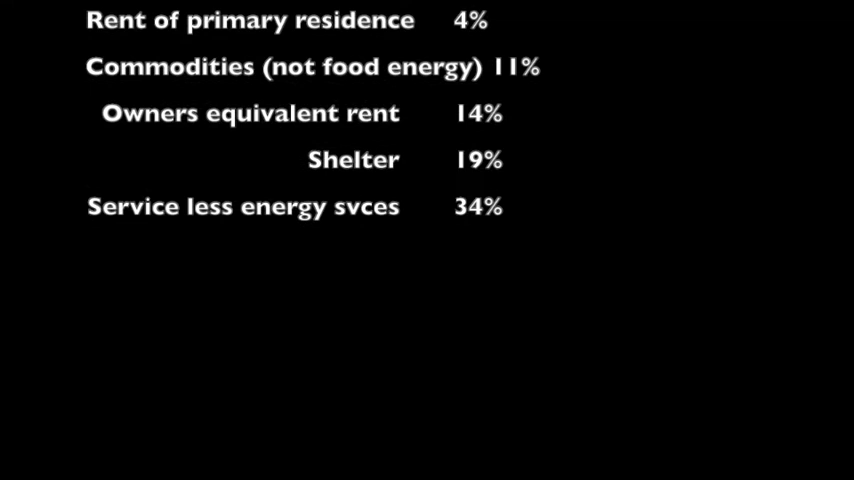 Rent of primary residence 4%
Commodities (not food energy) 11%
Owners equivalent rent 14%
Shelter 19%
Service less energy svces 34%